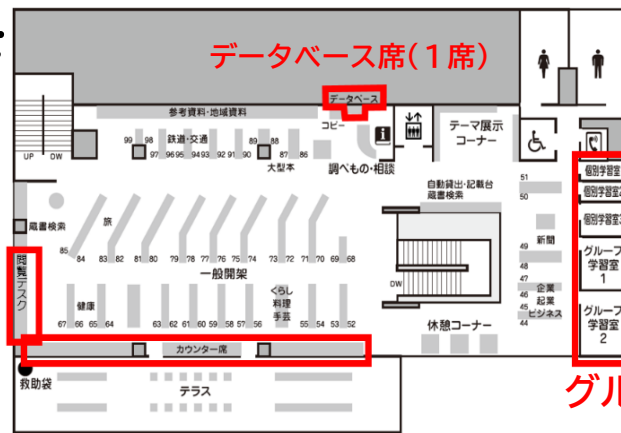 データベース席(1席)
データベース
参考資料・地域資料
コピー
テーマ展示
コーナー
99 98 鉄道・交通 89 88
97 96 95 94 93 92 91 90 87 86
大型本
調べもの・相談
UP DW
自動貸出・記載台
蔵書検索
51
50
個別学習室
個別学習室2
個別学習室3
蔵書検索
旅
新聞
85 84 83 82 81 80 79 78 77 76 75 74 73 72 71 70 69 68
一般開架
49
48
47
46
45
44
企業
起業
ビジネス
グループ
学習室
1
閲覧デスク
健康
くらし
料理
手芸
DW
67 66 65 64 63 62 61 60 59 58 57 56 55 54 53 52
休憩コーナー
グループ
学習室
2
カウンター席
救助袋
テラス
グル